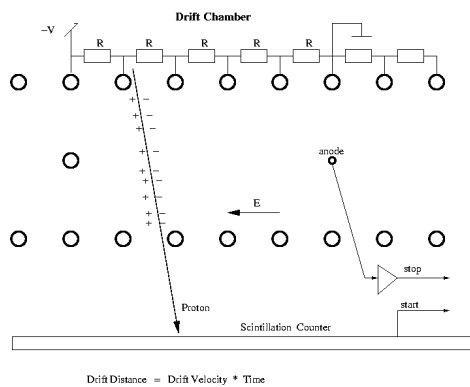 Drift Chamber
–V
R R R R R
+ –
+ –
+ –
+ –
+ –
+ –
+ –
+ –
+ –
anode
E
stop
start
Proton
Scintillation Counter
Drift Distance = Drift Velocity * Time